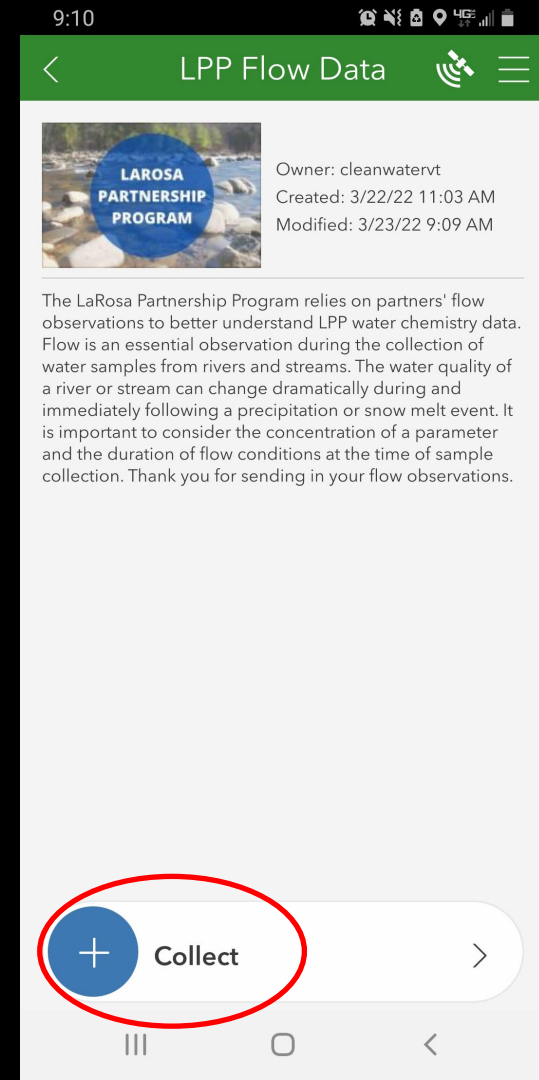 9:10
4GE
LPP Flow Data
LAROSA
PARTNERSHIP
PROGRAM
Owner: cleanwatervt
Created: 3/22/22 11:03 AM
Modified: 3/23/22 9:09 AM
The LaRosa Partnership Program relies on partners' flow
observations to better understand LPP water chemistry data.
Flow is an essential observation during the collection of
water samples from rivers and streams. The water quality of
a river or stream can change dramatically during and
immediately following a precipitation or snow melt event. It
is important to consider the concentration of a parameter
and the duration of flow conditions at the time of sample
collection. Thank you for sending in your flow observations.
Collect